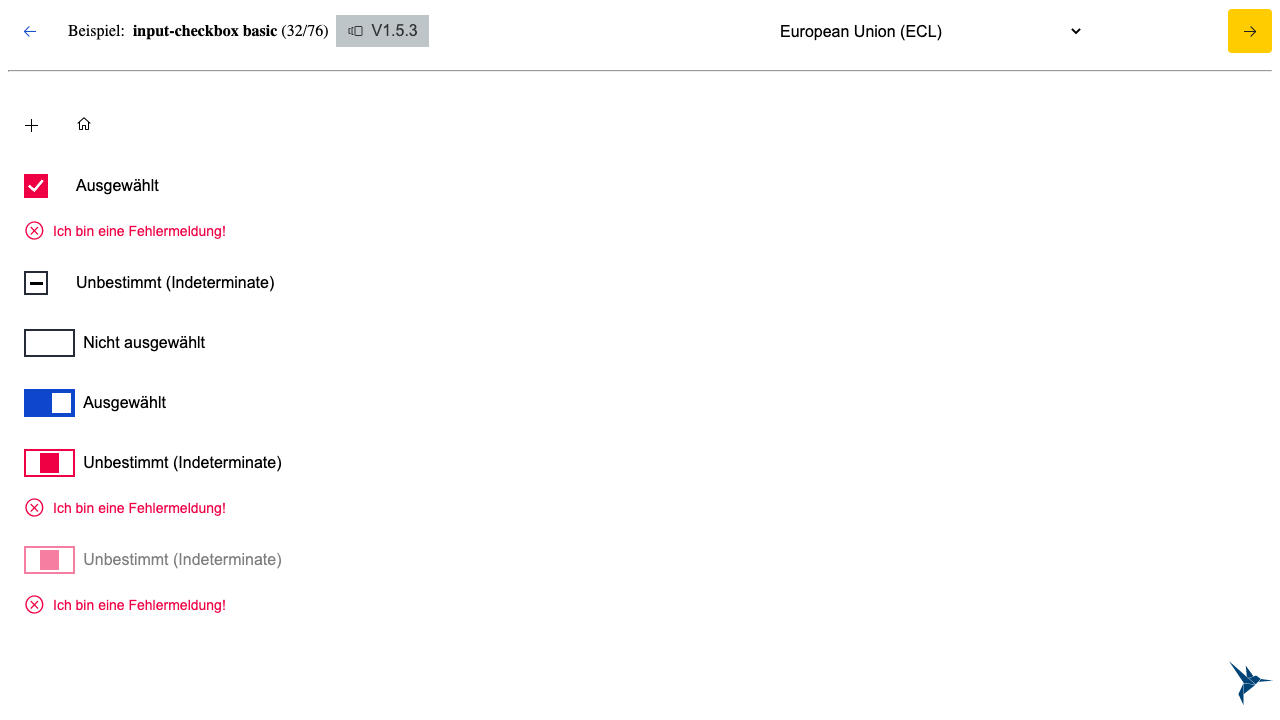 Beispiel: input-checkbox basic (32/76) V1.5.3 European Union (ECL)
Ausgewählt
Ich bin eine Fehlermeldung!
Unbestimmt (Indeterminate)
Nicht ausgewählt
Ausgewählt
Unbestimmt (Indeterminate)
Ich bin eine Fehlermeldung!
Unbestimmt (Indeterminate)
Ich bin eine Fehlermeldung!